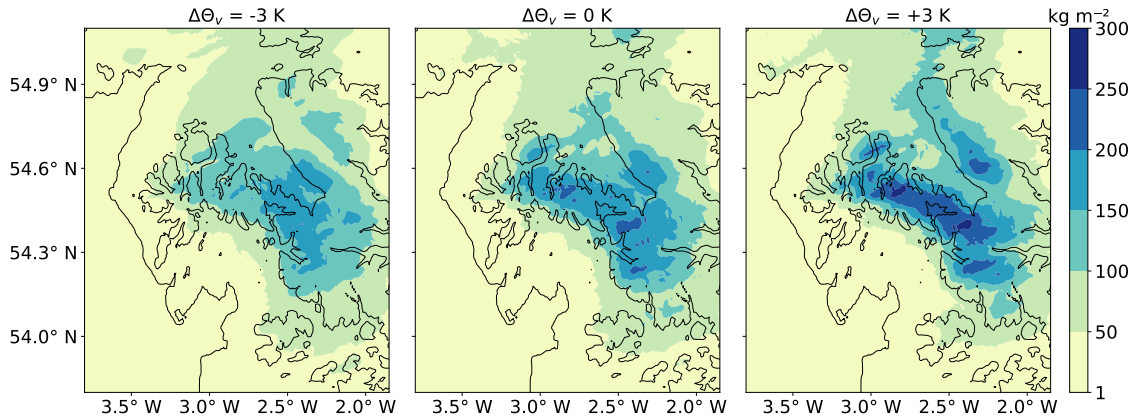 ΔΘᵥ = -3 K
ΔΘᵥ = 0 K
ΔΘᵥ = +3 K
kg m⁻²
54.9° N
54.6° N
54.3° N
54.0° N
3.5° W 3.0° W 2.5° W 2.0° W
3.5° W 3.0° W 2.5° W 2.0° W
3.5° W 3.0° W 2.5° W 2.0° W
300
250
200
150
100
50
1